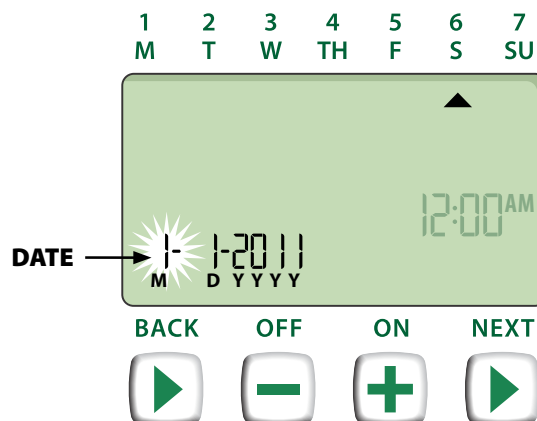 1 2 3 4 5 6 7
M T W TH F S SU
12:00AM
DATE 1- 1-2011
M D Y Y Y Y
BACK OFF ON NEXT